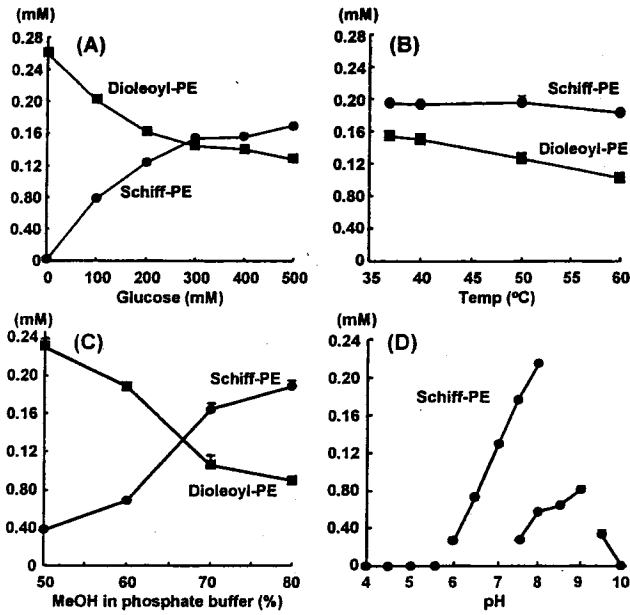 (mM)
0.28
(A)
Dioleoyl-PE
0.24
0.20
0.16
0.12
0.80
Schiff-PE
0.40
0
0 100 200 300 400 500
Glucose (mM)
(mM)
0.28
(B)
0.24
Schiff-PE
0.20
0.16
Dioleoyl-PE
0.12
0.80
0.40
0
35 40 45 50 55 60
Temp (ºC)
(mM)
0.24
(C)
Schiff-PE
0.20
0.16
0.12
Dioleoyl-PE
0.80
0.40
0
50 60 70 80
MeOH in phosphate buffer (%)
(mM)
0.24
(D)
Schiff-PE
0.20
0.16
0.12
0.80
0.40
0
4 5 6 7 8 9 10
pH